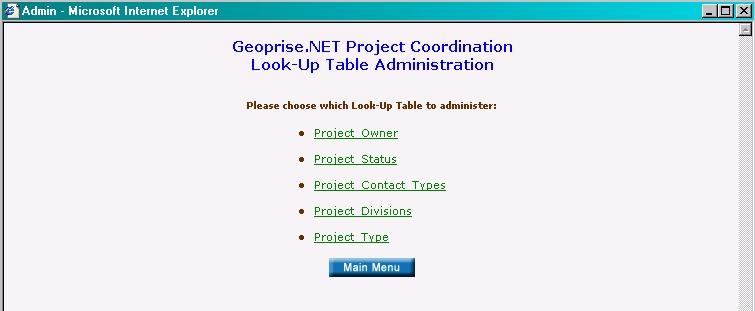 Admin - Microsoft Internet Explorer
Geoprise.NET Project Coordination
Look-Up Table Administration
Please choose which Look-Up Table to administer:
Project Owner
Project Status
Project Contact Types
Project Divisions
Project Type
Main Menu